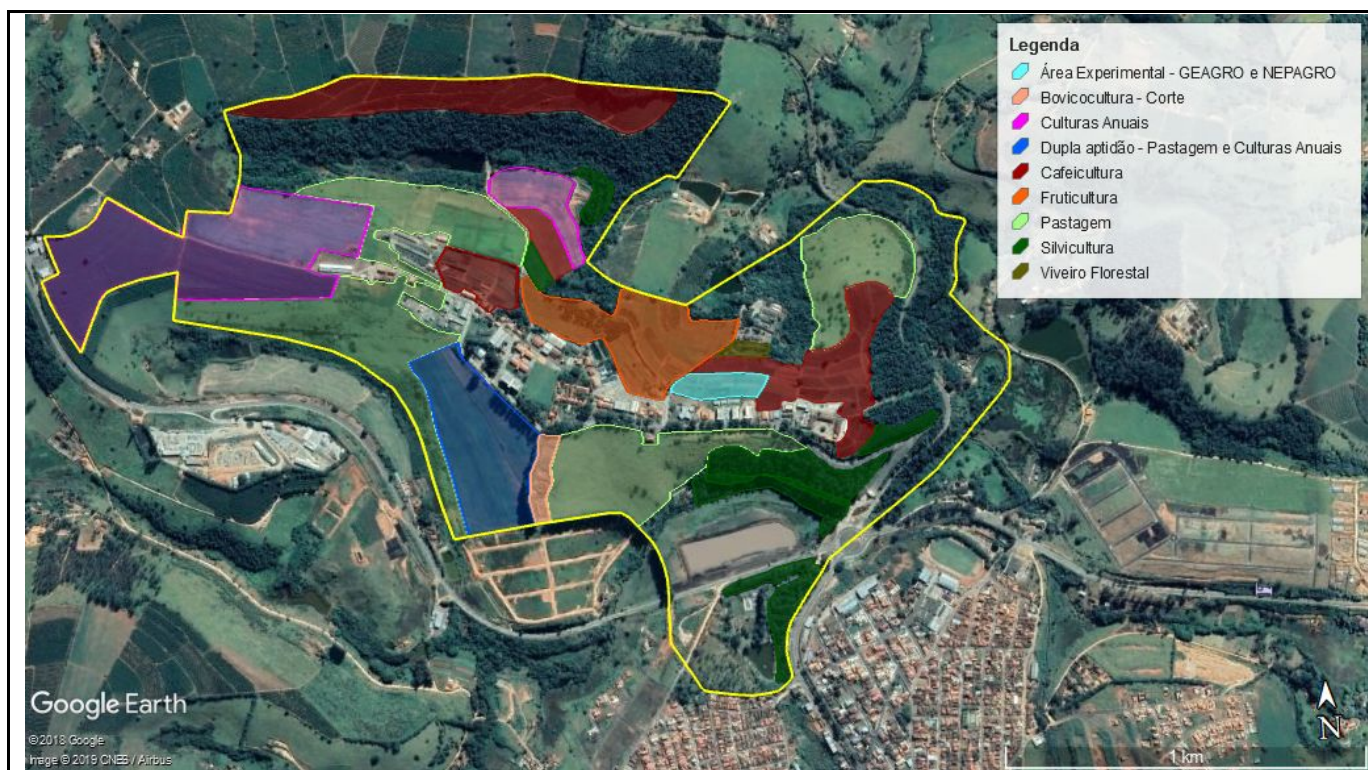 Legenda
Área Experimental - GEAGRO e NEPAGRO
Bovicocultura - Corte
Culturas Anuais
Dupla aptidão - Pastagem e Culturas Anuais
Cafeicultura
Fruticultura
Pastagem
Silvicultura
Viveiro Florestal
Google Earth
©2018 Google
Image © 2019 CNES / Airbus
N
1 km